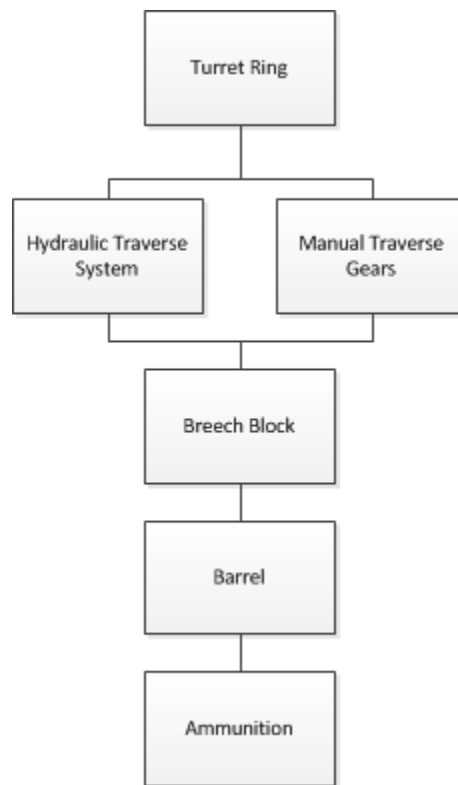 Turret Ring
Hydraulic Traverse
System
Manual Traverse
Gears
Breech Block
Barrel
Ammunition